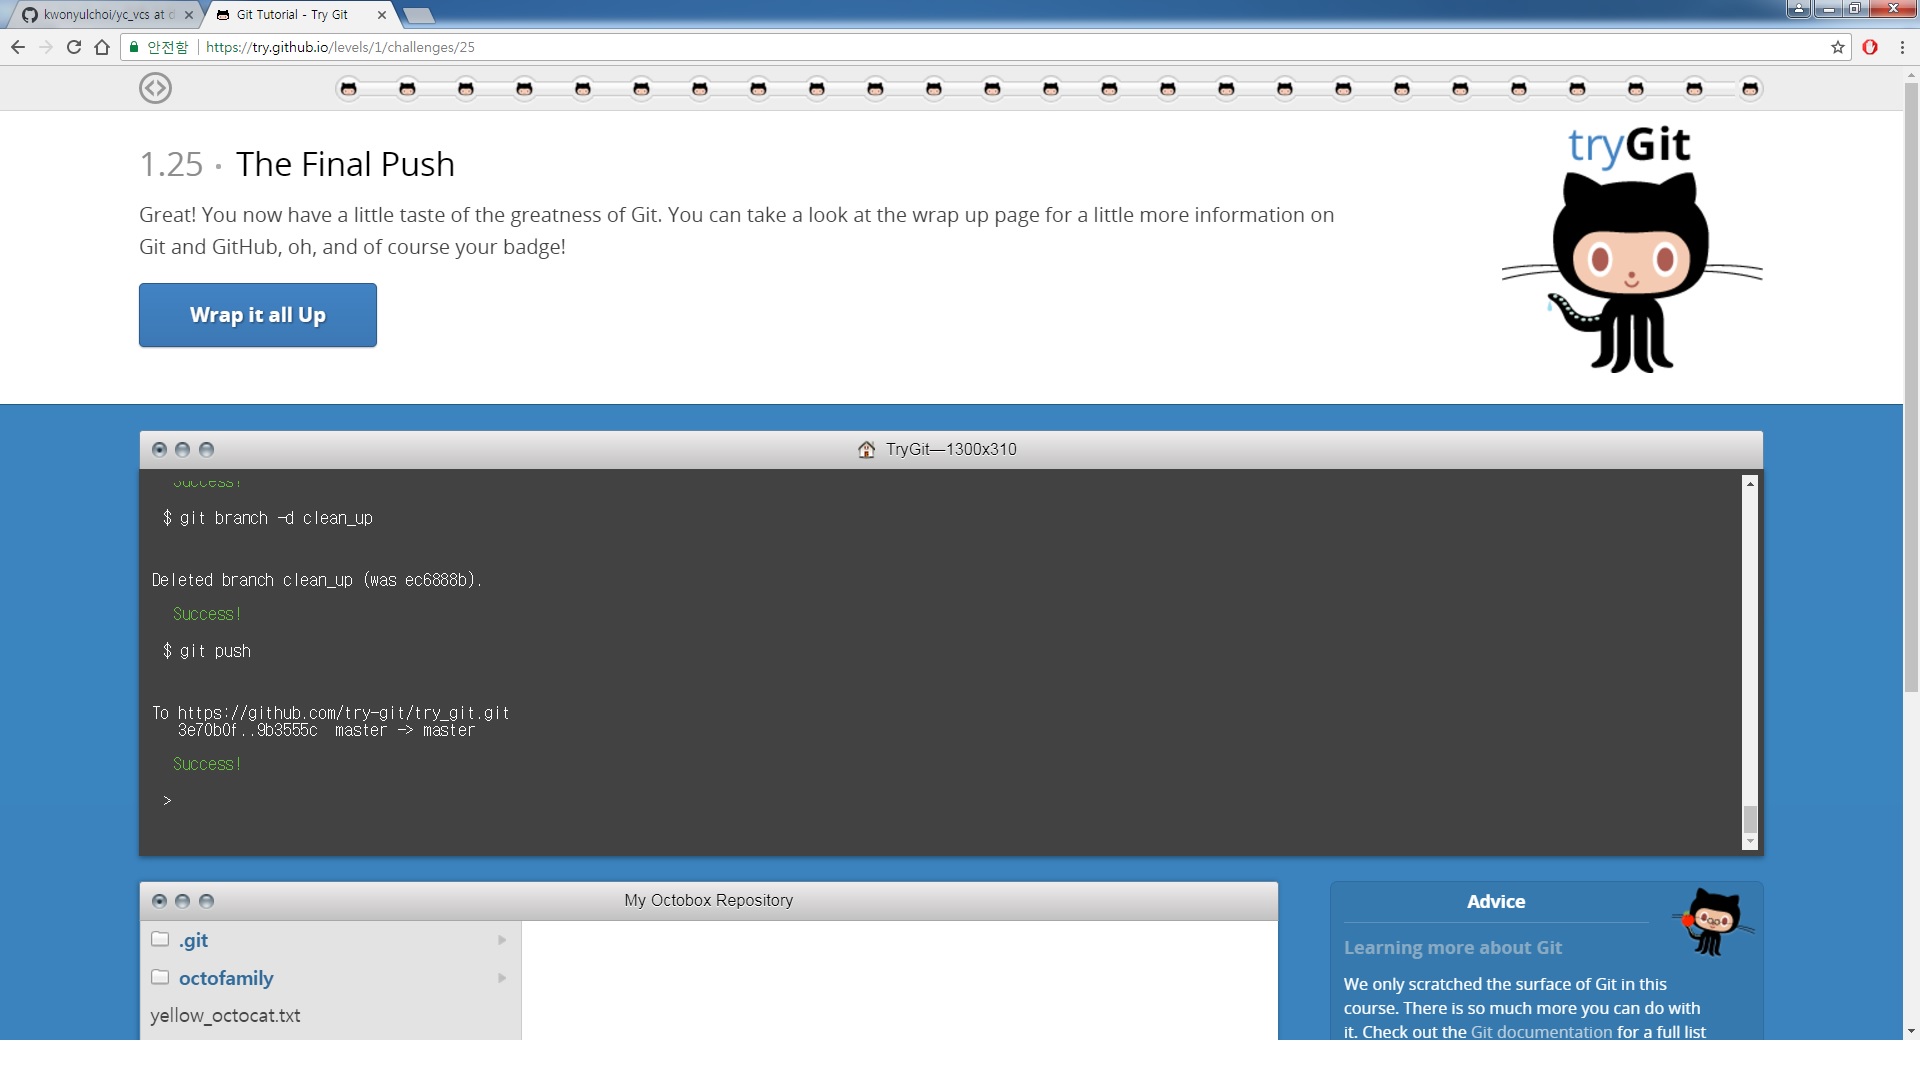 kwonyulchoi/yc_vcs at d
Git Tutorial - Try Git
안전함
https://try.github.io/levels/1/challenges/25
1.25 · The Final Push
tryGit
Great! You now have a little taste of the greatness of Git. You can take a look at the wrap up page for a little more information on
Git and GitHub, oh, and of course your badge!
Wrap it all Up
TryGit—1300x310
Success!
$ git branch -d clean_up
Deleted branch clean_up (was ec6888b).
Success!
$ git push
To https://github.com/try-git/try_git.git
3e70b0f..9b3555c master -> master
Success!
>
My Octobox Repository
.git
octofamily
yellow_octocat.txt
Advice
Learning more about Git
We only scratched the surface of Git in this
course. There is so much more you can do with
it. Check out the Git documentation for a full list